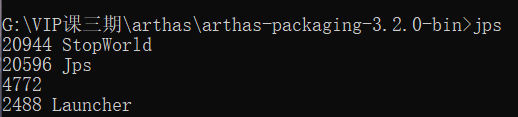 G:\VIP课三期\arthas\arthas-packaging-3.2.0-bin>jps
20944 StopWorld
20596 Jps
4772
2488 Launcher